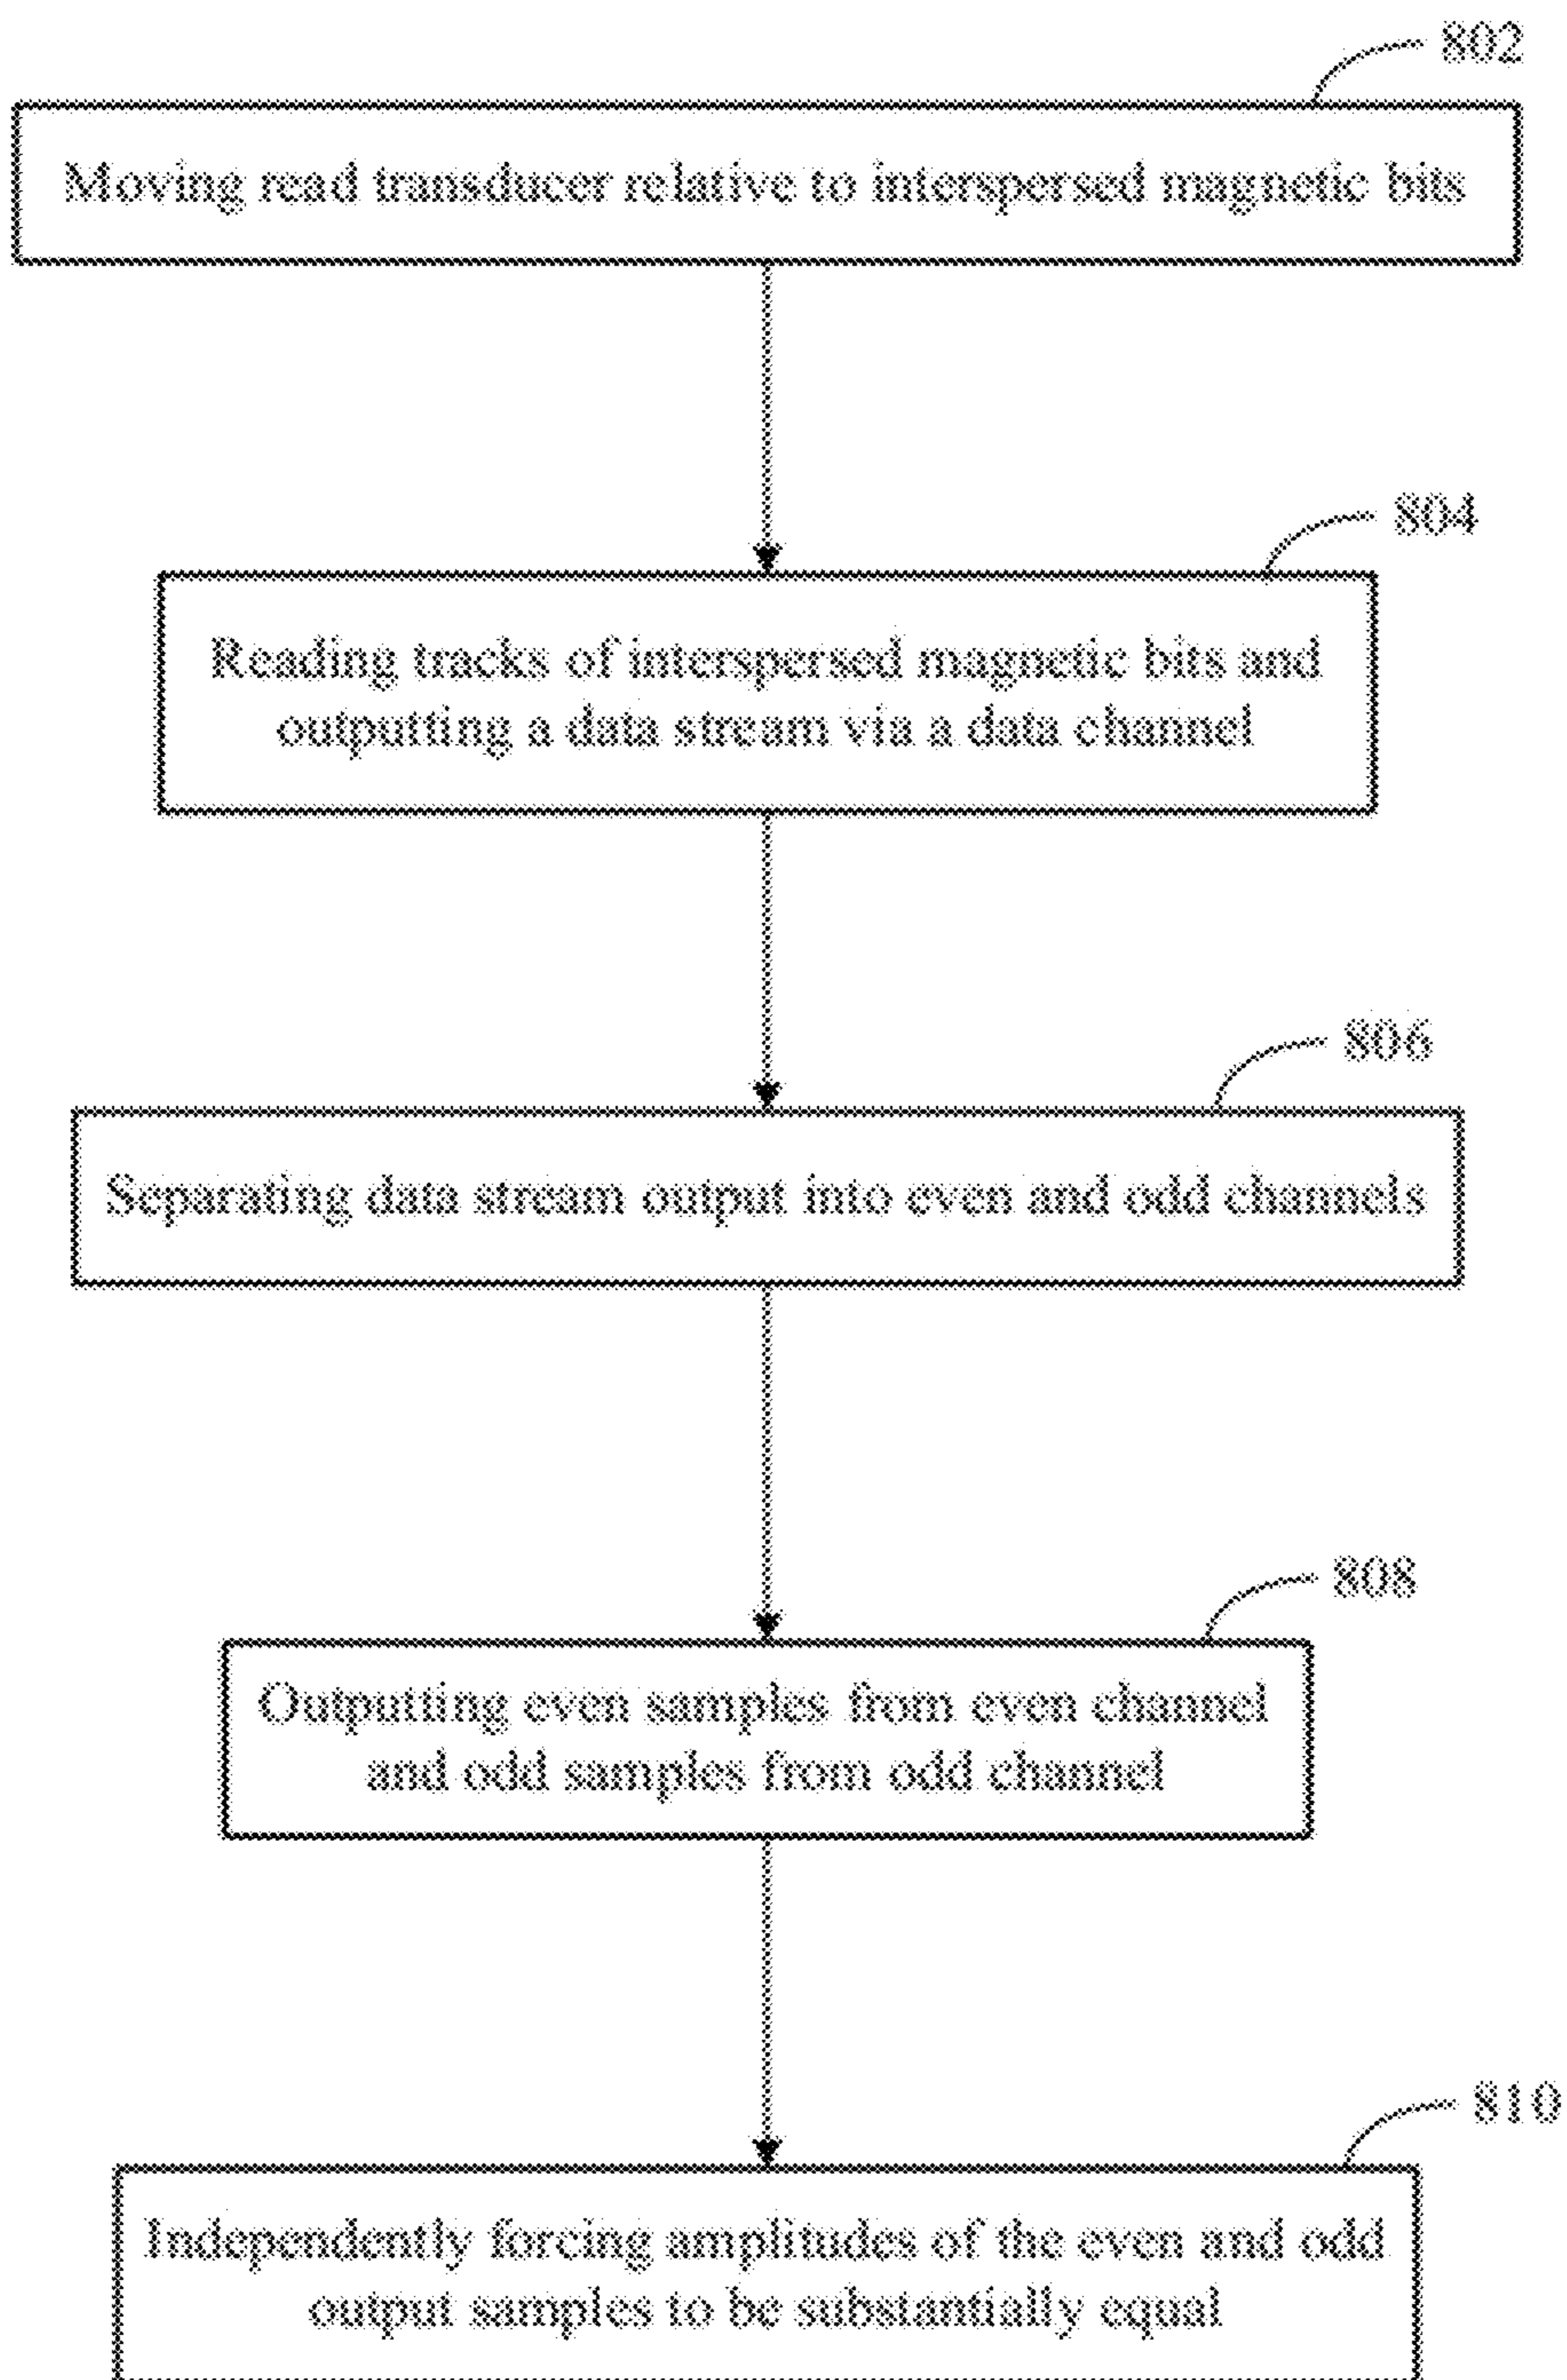 802
Moving read transducer relative to interspersed magnetic bits
804
Reading tracks of interspersed magnetic bits and
outputting a data stream via a data channel
806
Separating data stream output into even and odd channels
808
Outputting even samples from even channel
and odd samples from odd channel
810
Independently forcing amplitudes of the even and odd
output samples to be substantially equal